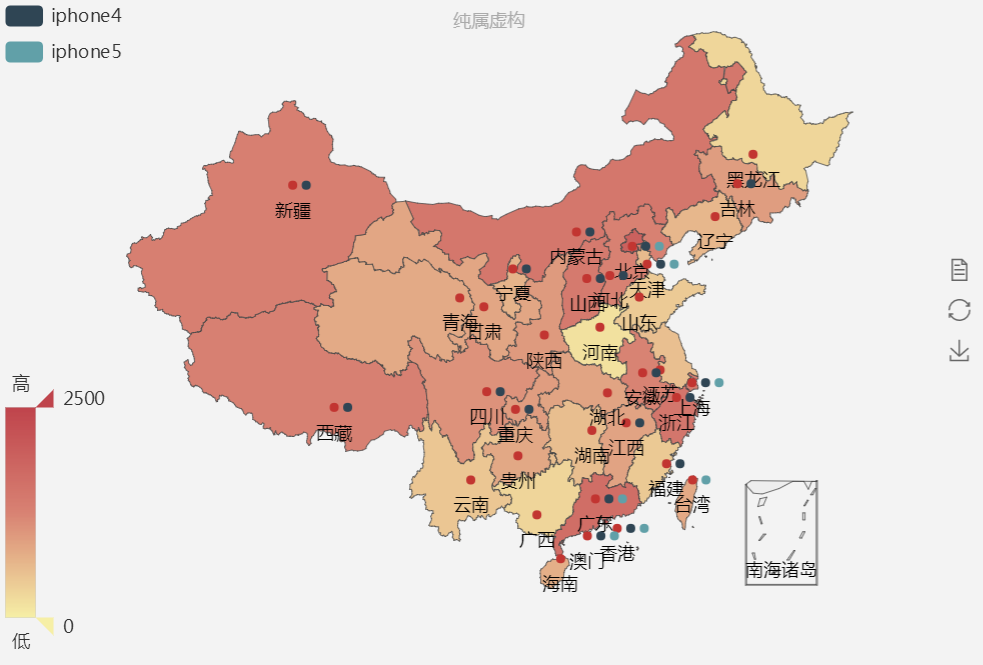 iphone4
iphone5
纯属虚构
黑龙江
吉林
新疆
辽宁
内蒙古
北京
宁夏
天津
山西
河北
青海
甘肃
山东
河南
陕西
高
2500
安徽
江苏
上海
四川
湖北
浙江
西藏
重庆
江西
湖南
贵州
福建
云南
台湾
广东
广西
香港
澳门
南海诸岛
海南
0
低